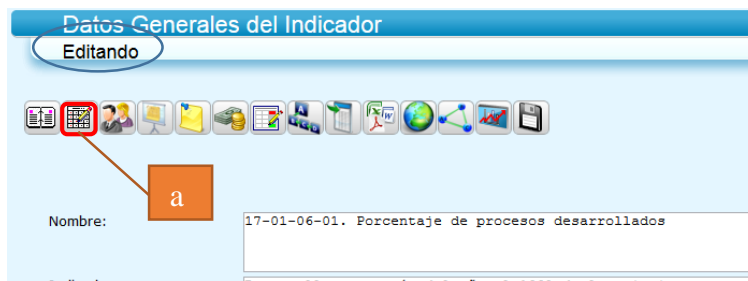 Datos Generales del Indicador
Editando
a
Nombre:
17-01-06-01. Porcentaje de procesos desarrollados